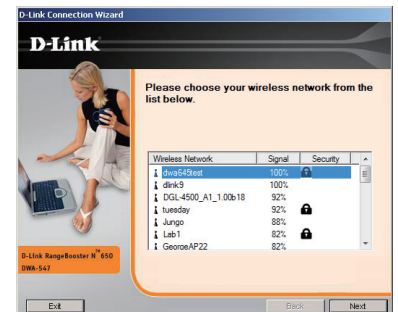 D-Link Connection Wizard
D-Link
Please choose your wireless network from the
list below.
Wireless Network Signal Security
dwa645test 100%
dlink9 100%
DGL-4500_A1_1.00b18 92%
tuesday 92%
Jungo 88%
Lab1 82%
GeorgeAP22 82%
D-Link RangeBooster N™ 650
DWA-547
Exit Back Next